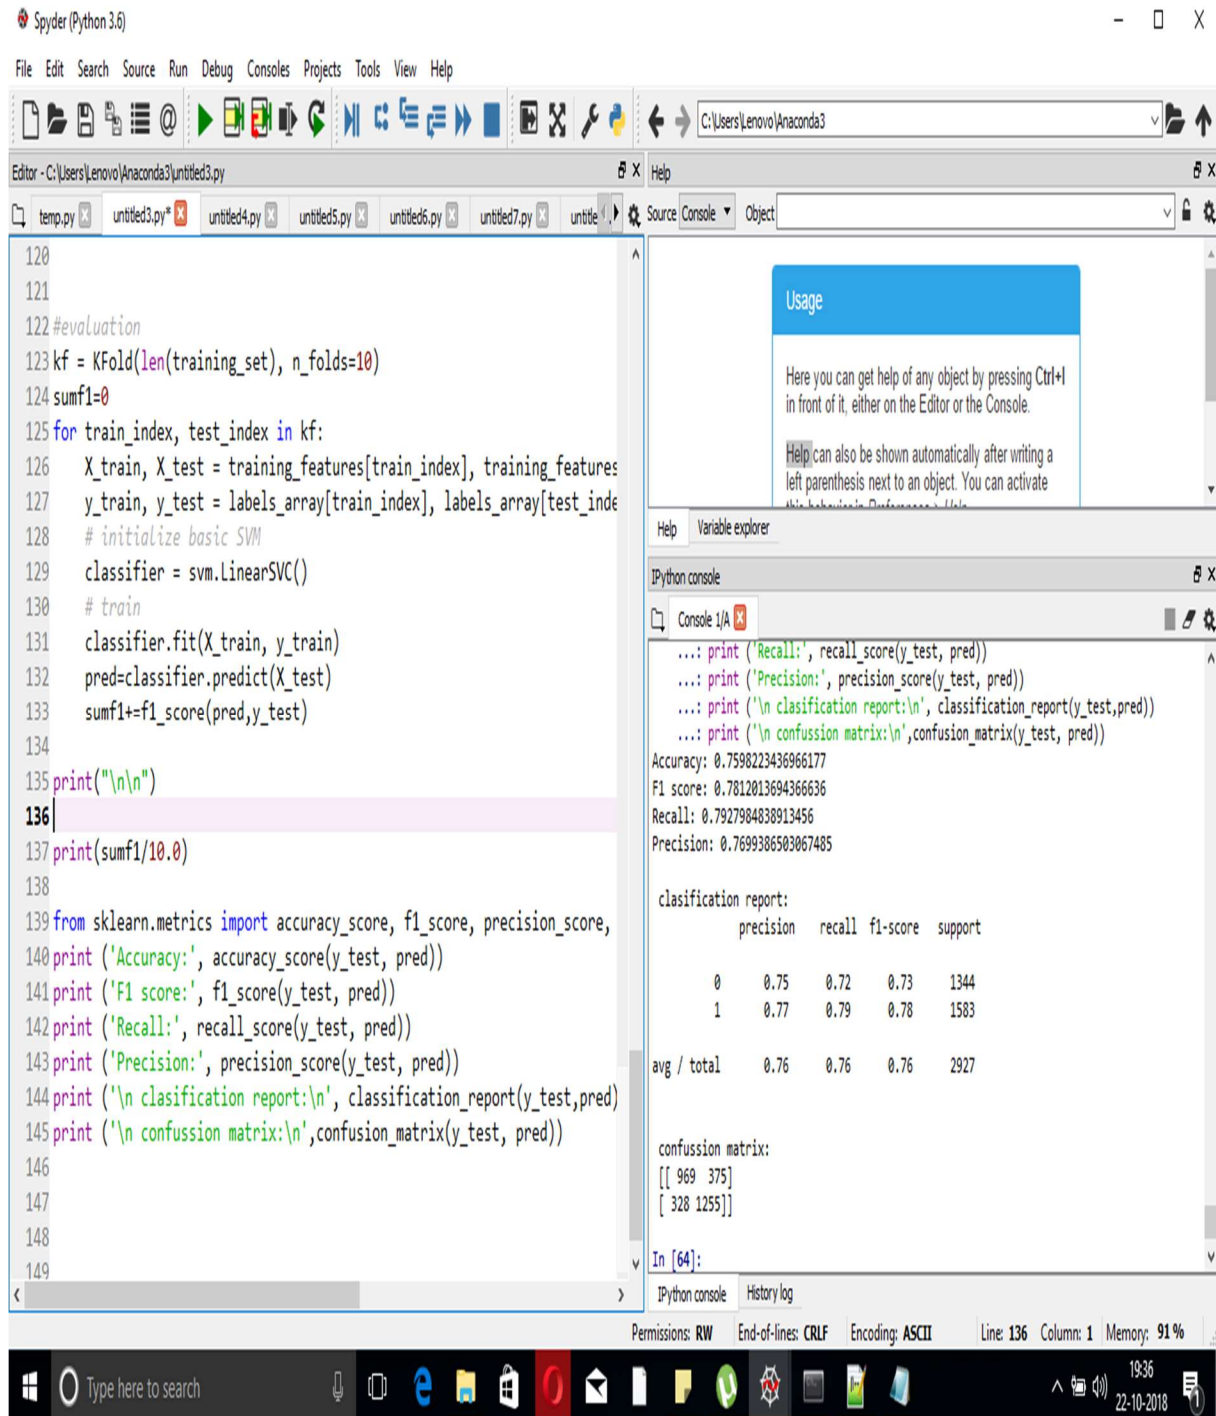 Spyder (Python 3.6)
File Edit Search Source Run Debug Consoles Projects Tools View Help
C:\Users\Lenovo\Anaconda3
Editor - C:\Users\Lenovo\Anaconda3\untitled3.py
temp.py untitled3.py* untitled4.py untitled5.py untitled6.py untitled7.py untitle
120
121
122 #evaluation
123 kf = KFold(len(training_set), n_folds=10)
124 sumf1=0
125 for train_index, test_index in kf:
126 X_train, X_test = training_features[train_index], training_features
127 y_train, y_test = labels_array[train_index], labels_array[test_inde
128 # initialize basic SVM
129 classifier = svm.LinearSVC()
130 # train
131 classifier.fit(X_train, y_train)
132 pred=classifier.predict(X_test)
133 sumf1+=f1_score(pred,y_test)
134
135 print("\n\n")
136
137 print(sumf1/10.0)
138
139 from sklearn.metrics import accuracy_score, f1_score, precision_score,
140 print ('Accuracy:', accuracy_score(y_test, pred))
141 print ('F1 score:', f1_score(y_test, pred))
142 print ('Recall:', recall_score(y_test, pred))
143 print ('Precision:', precision_score(y_test, pred))
144 print ('\n clasification report:\n', classification_report(y_test,pred)
145 print ('\n confussion matrix:\n',confusion_matrix(y_test, pred))
146
147
148
149
Help
Source Console Object
Usage
Here you can get help of any object by pressing Ctrl+I
in front of it, either on the Editor or the Console.
Help can also be shown automatically after writing a
left parenthesis next to an object. You can activate
Help Variable explorer
IPython console
Console 1/A
...: print ('Recall:', recall_score(y_test, pred))
...: print ('Precision:', precision_score(y_test, pred))
...: print ('\n clasification report:\n', classification_report(y_test,pred))
...: print ('\n confussion matrix:\n',confusion_matrix(y_test, pred))
Accuracy: 0.7598223436966177
F1 score: 0.7812013694366636
Recall: 0.7927984838913456
Precision: 0.7699386503067485
clasification report:
precision recall f1-score support
0 0.75 0.72 0.73 1344
1 0.77 0.79 0.78 1583
avg / total 0.76 0.76 0.76 2927
confussion matrix:
[[ 969 375]
[ 328 1255]]
In [64]:
IPython console History log
Permissions: RW End-of-lines: CRLF Encoding: ASCII Line: 136 Column: 1 Memory: 91 %
Type here to search
19:36
22-10-2018